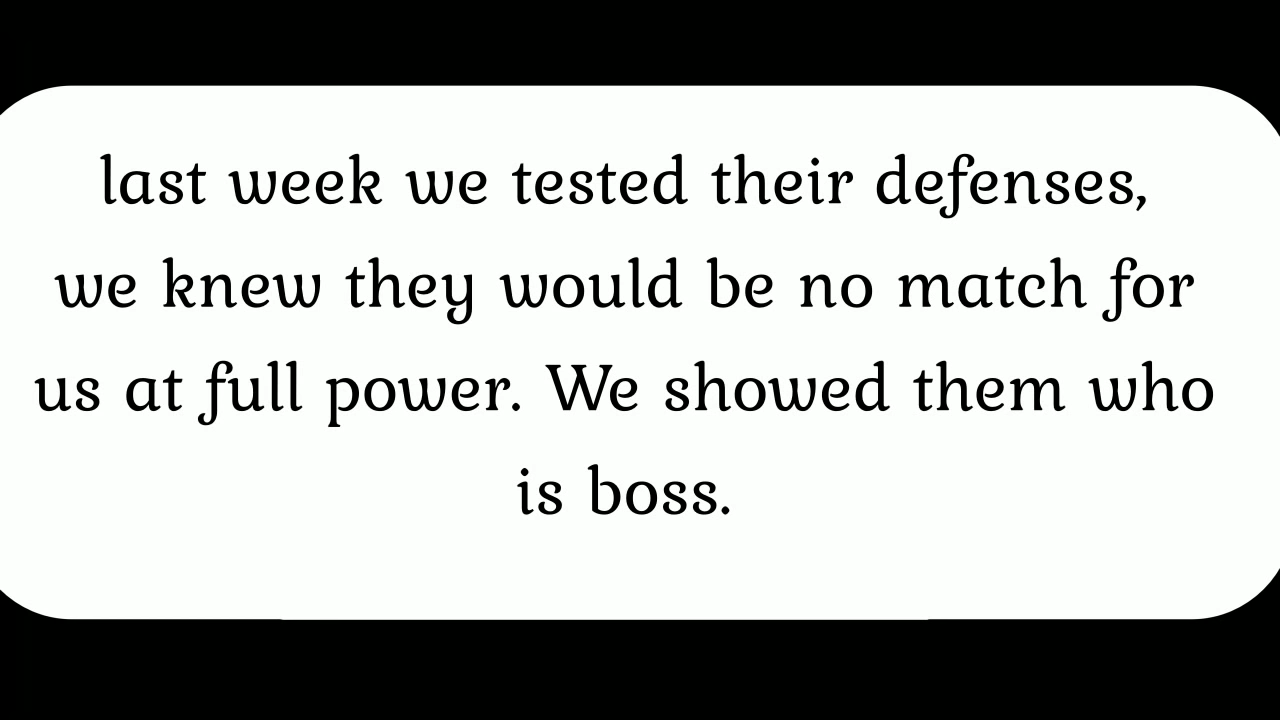 last week we tested their defenses,
we knew they would be no match for
us at full power. We showed them who
is boss.